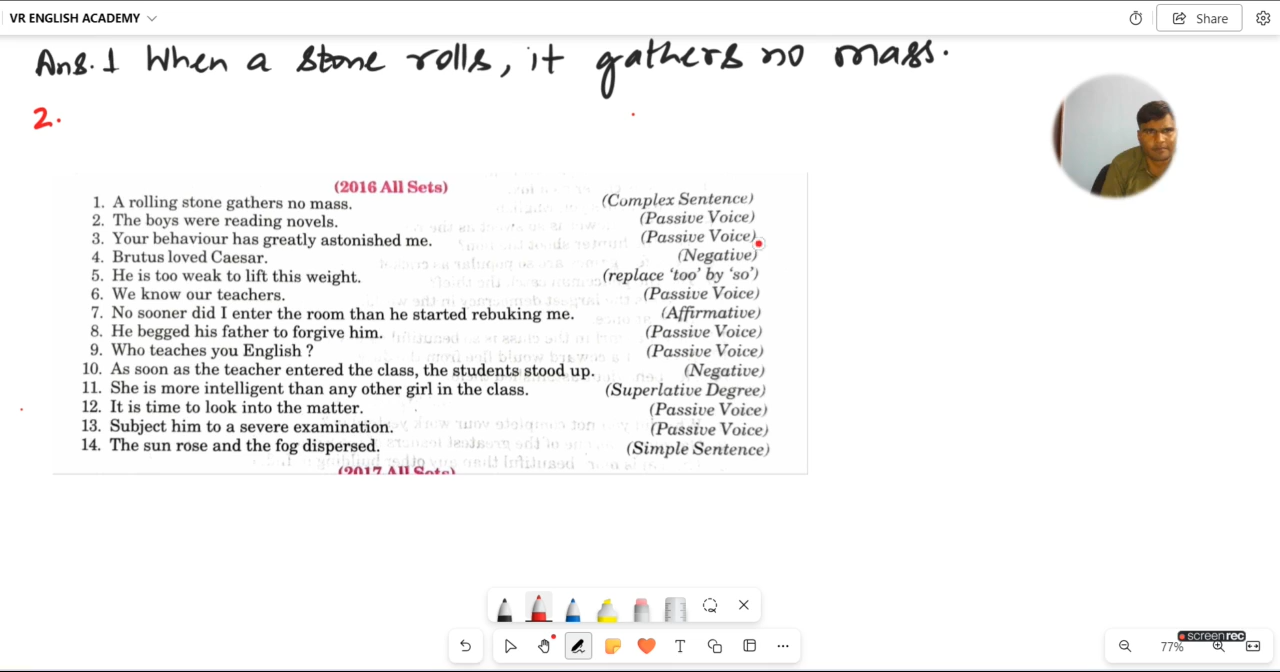 VR ENGLISH ACADEMY
Share
Ans. 1 When a stone rolls, it gathers no mass.
2.
(2016 All Sets)
1. A rolling stone gathers no mass. (Complex Sentence)
2. The boys were reading novels. (Passive Voice)
3. Your behaviour has greatly astonished me. (Passive Voice)
4. Brutus loved Caesar. (Negative)
5. He is too weak to lift this weight. (replace 'too' by 'so')
6. We know our teachers. (Passive Voice)
7. No sooner did I enter the room than he started rebuking me. (Affirmative)
8. He begged his father to forgive him. (Passive Voice)
9. Who teaches you English ? (Passive Voice)
10. As soon as the teacher entered the class, the students stood up. (Negative)
11. She is more intelligent than any other girl in the class. (Superlative Degree)
12. It is time to look into the matter. (Passive Voice)
13. Subject him to a severe examination. (Passive Voice)
14. The sun rose and the fog dispersed. (Simple Sentence)
(2017 All Sets)
T
77%
screenrec